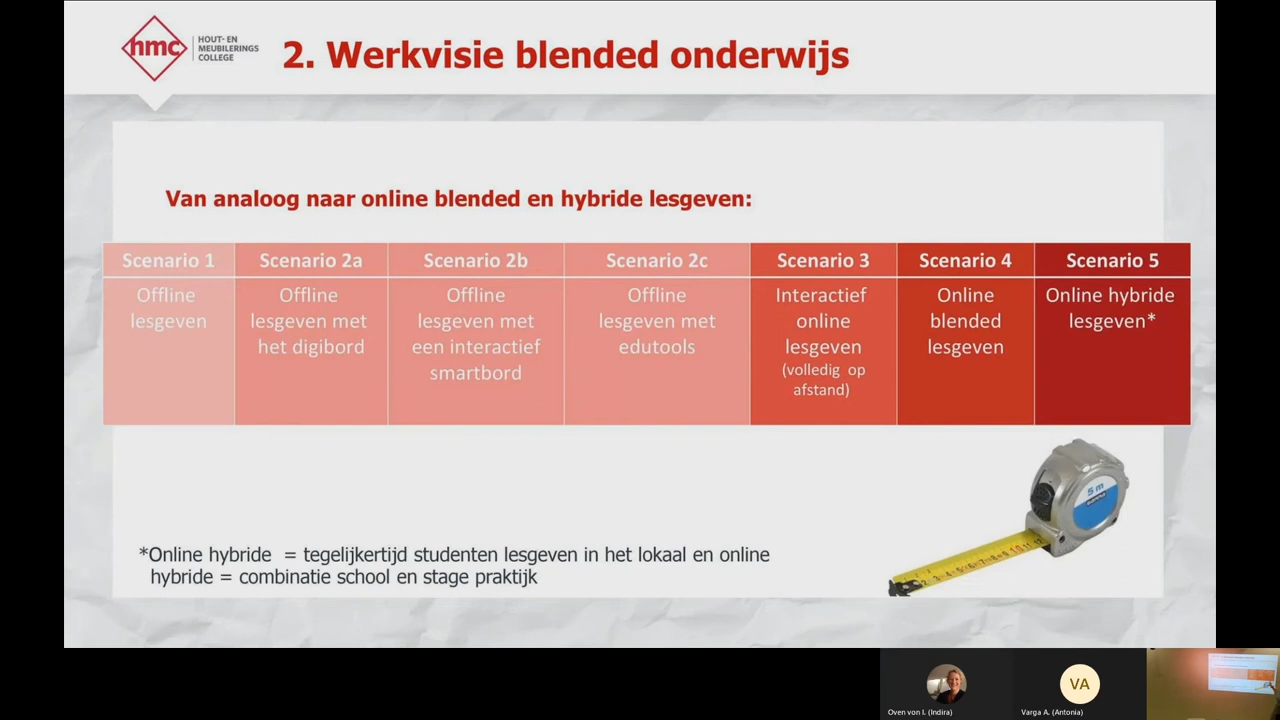 hmc
HOUT- EN
MEUBILERINGS
COLLEGE
2. Werkvisie blended onderwijs
Van analoog naar online blended en hybride lesgeven:
Scenario 1
Offline
lesgeven
Scenario 2a
Offline
lesgeven met
het digibord
Scenario 2b
Offline
lesgeven met
een interactief
smartbord
Scenario 2c
Offline
lesgeven met
edutools
Scenario 3
Interactief
online
lesgeven
(volledig op
afstand)
Scenario 4
Online
blended
lesgeven
Scenario 5
Online hybride
lesgeven*
5 m
*Online hybride = tegelijkertijd studenten lesgeven in het lokaal en online
hybride = combinatie school en stage praktijk
VA
Oven von I. (Indira)
Varga A. (Antonia)